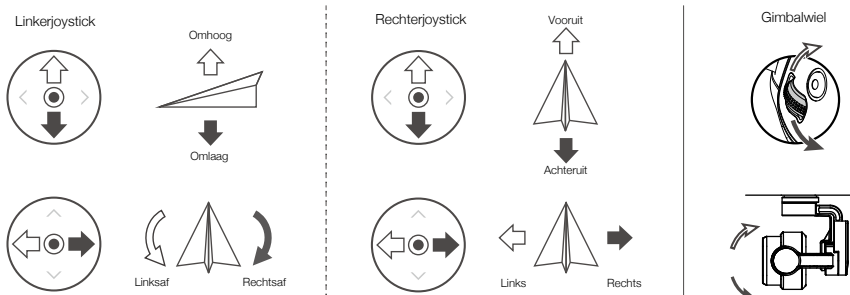 Linkerjoystick
Omhoog
Omlaag
Linksaf
Rechtsaf
Rechterjoystick
Vooruit
Achteruit
Links
Rechts
Gimbalwiel